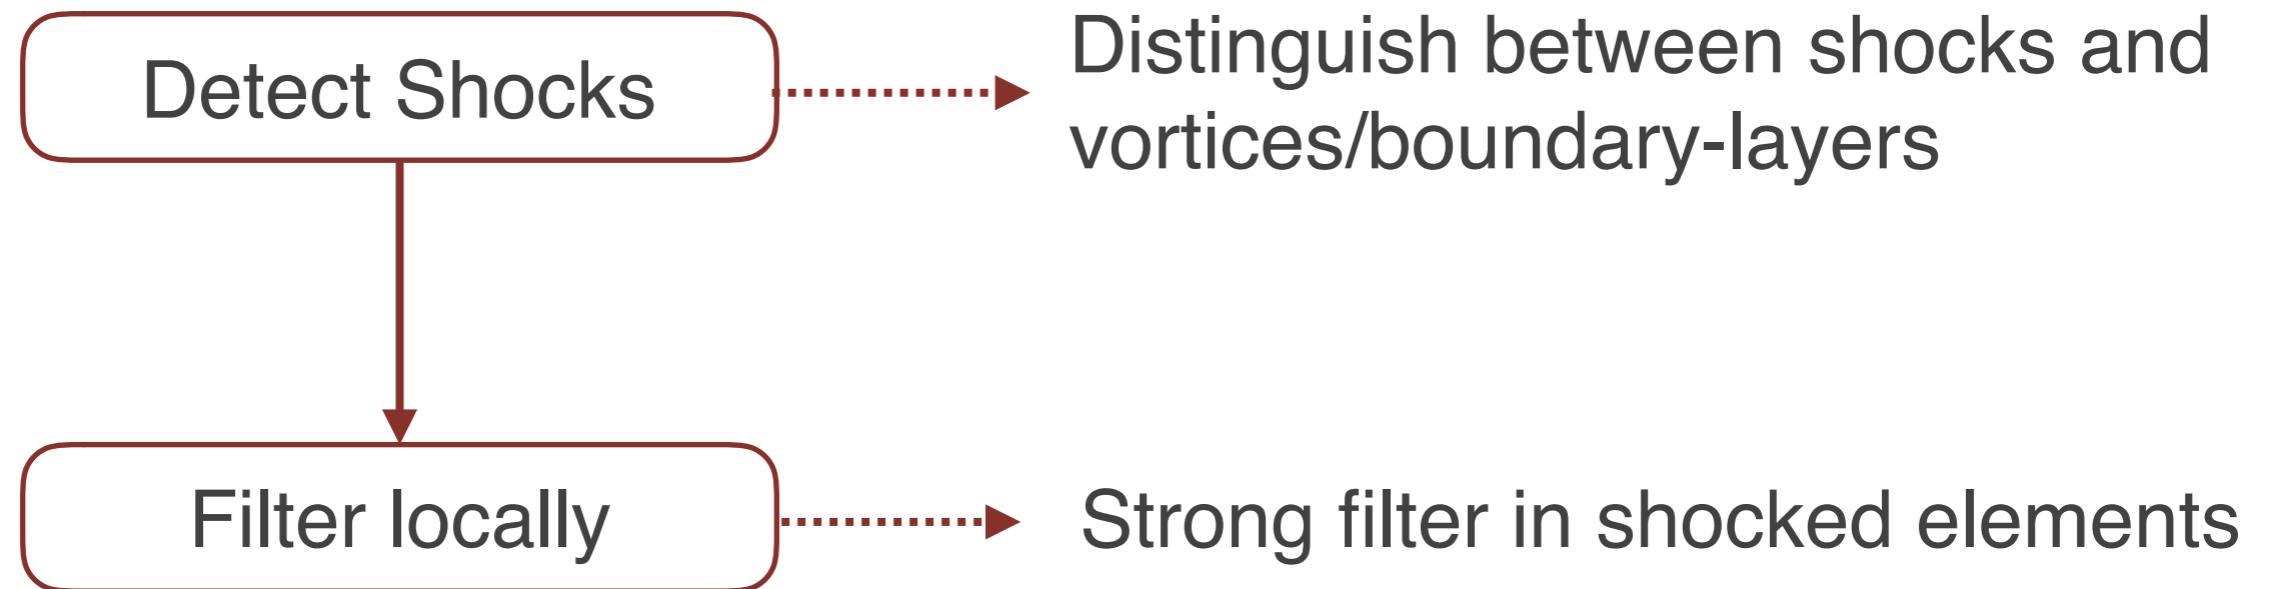 Detect Shocks
Distinguish between shocks and
vortices/boundary-layers
Filter locally
Strong filter in shocked elements